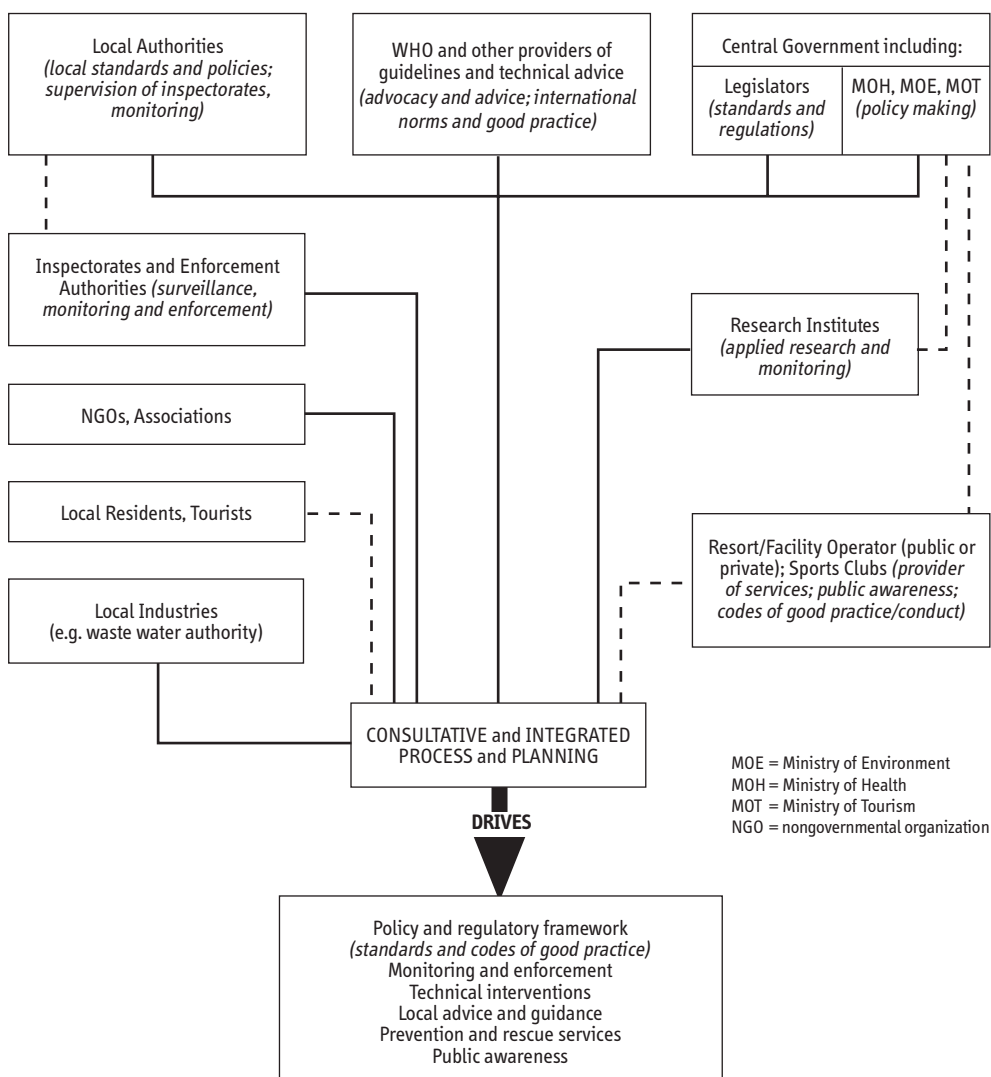 Local Authorities
(local standards and policies;
supervision of inspectorates,
monitoring)
WHO and other providers of
guidelines and technical advice
(advocacy and advice; international
norms and good practice)
Central Government including:
Legislators
(standards and
regulations)
MOH, MOE, MOT
(policy making)
Inspectorates and Enforcement
Authorities (surveillance,
monitoring and enforcement)
Research Institutes
(applied research and
monitoring)
NGOs, Associations
Local Residents, Tourists
Resort/Facility Operator (public or
private); Sports Clubs (provider
of services; public awareness;
codes of good practice/conduct)
Local Industries
(e.g. waste water authority)
CONSULTATIVE and INTEGRATED
PROCESS and PLANNING
MOE = Ministry of Environment
MOH = Ministry of Health
MOT = Ministry of Tourism
NGO = nongovernmental organization
DRIVES
Policy and regulatory framework
(standards and codes of good practice)
Monitoring and enforcement
Technical interventions
Local advice and guidance
Prevention and rescue services
Public awareness